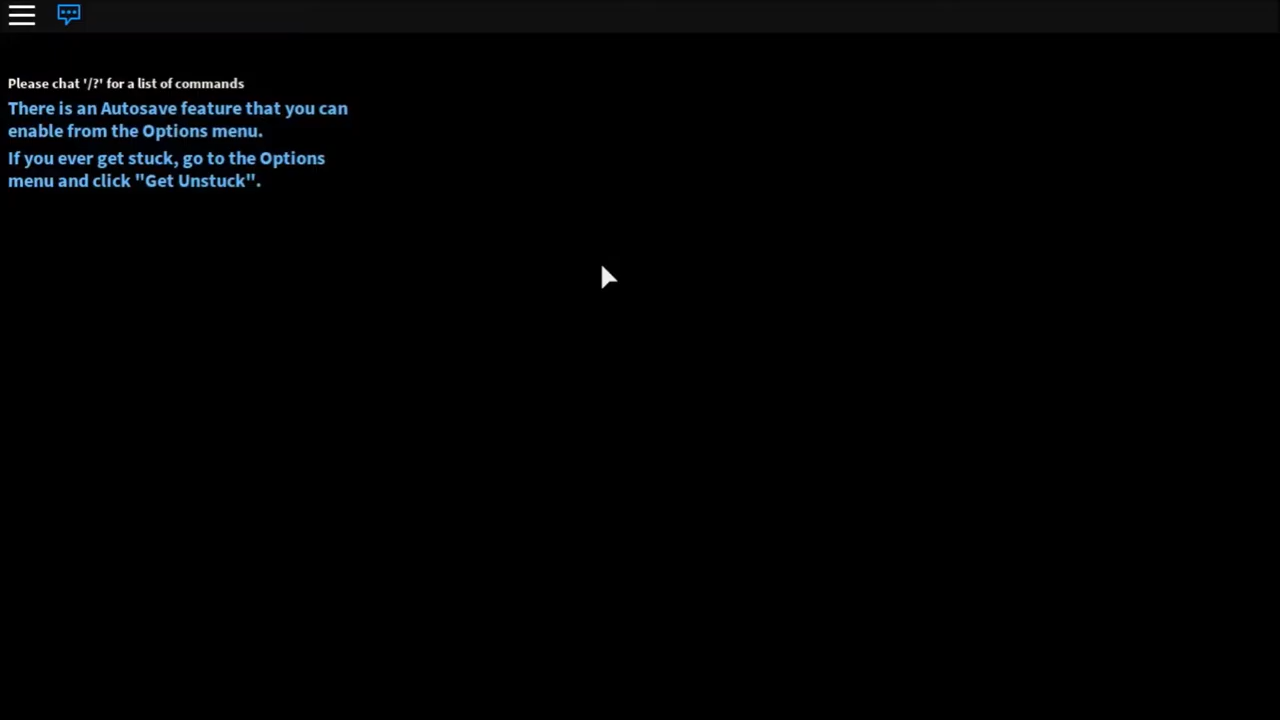 Please chat '/?' for a list of commands
There is an Autosave feature that you can
enable from the Options menu.
If you ever get stuck, go to the Options
menu and click "Get Unstuck".